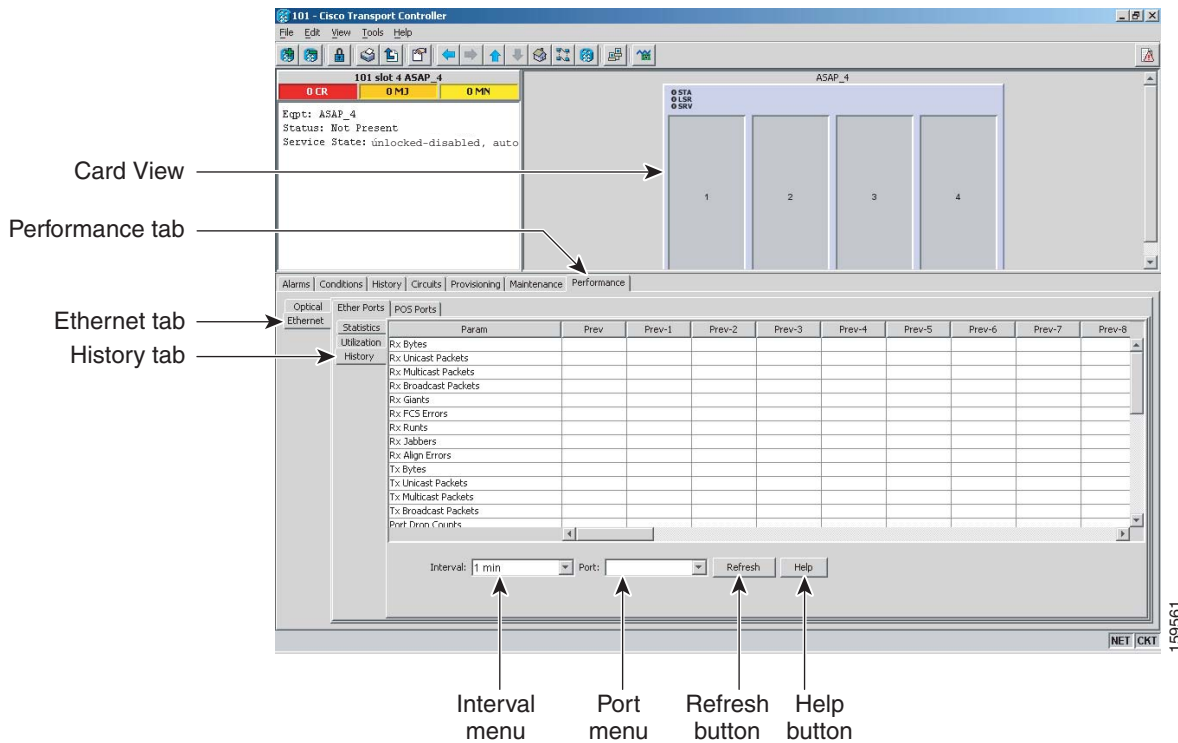 101 - Cisco Transport Controller
File Edit View Tools Help
101 slot 4 ASAP_4
0 CR 0 MJ 0 MN
Eqpt: ASAP_4
Status: Not Present
Service State: unlocked-disabled, auto
ASAP_4
STA
LSR
SRV
1 2 3 4
Card View
Performance tab
Ethernet tab
History tab
Alarms Conditions History Circuits Provisioning Maintenance Performance
Optical
Ethernet
Ether Ports POS Ports
Statistics
Utilization
History
Param Prev Prev-1 Prev-2 Prev-3 Prev-4 Prev-5 Prev-6 Prev-7 Prev-8
Rx Bytes
Rx Unicast Packets
Rx Multicast Packets
Rx Broadcast Packets
Rx Giants
Rx FCS Errors
Rx Runts
Rx Jabbers
Rx Align Errors
Tx Bytes
Tx Unicast Packets
Tx Multicast Packets
Tx Broadcast Packets
Port Drop Counts
Interval: 1 min Port: Refresh Help
NET CKT
159561
Interval menu
Port menu
Refresh button
Help button